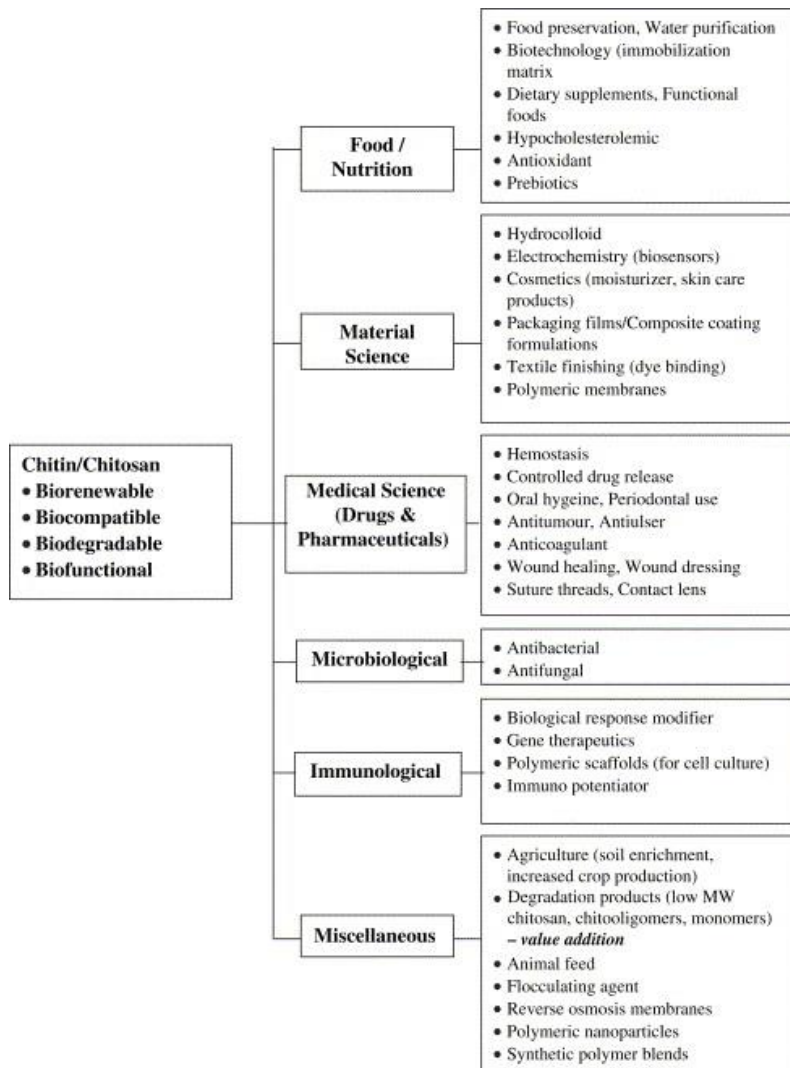 • Food preservation, Water purification
• Biotechnology (immobilization
matrix
• Dietary supplements, Functional
foods
• Hypocholesterolemic
• Antioxidant
• Prebiotics
Food /
Nutrition
• Hydrocolloid
• Electrochemistry (biosensors)
• Cosmetics (moisturizer, skin care
products)
• Packaging films/Composite coating
formulations
• Textile finishing (dye binding)
• Polymeric membranes
Material
Science
Chitin/Chitosan
• Biorenewable
• Biocompatible
• Biodegradable
• Biofunctional
Medical Science
(Drugs &
Pharmaceuticals)
• Hemostasis
• Controlled drug release
• Oral hygeine, Periodontal use
• Antitumour, Antiulser
• Anticoagulant
• Wound healing, Wound dressing
• Suture threads, Contact lens
Microbiological
• Antibacterial
• Antifungal
Immunological
• Biological response modifier
• Gene therapeutics
• Polymeric scaffolds (for cell culture)
• Immuno potentiator
Miscellaneous
• Agriculture (soil enrichment,
increased crop production)
• Degradation products (low MW
chitosan, chitooligomers, monomers)
– value addition
• Animal feed
• Flocculating agent
• Reverse osmosis membranes
• Polymeric nanoparticles
• Synthetic polymer blends